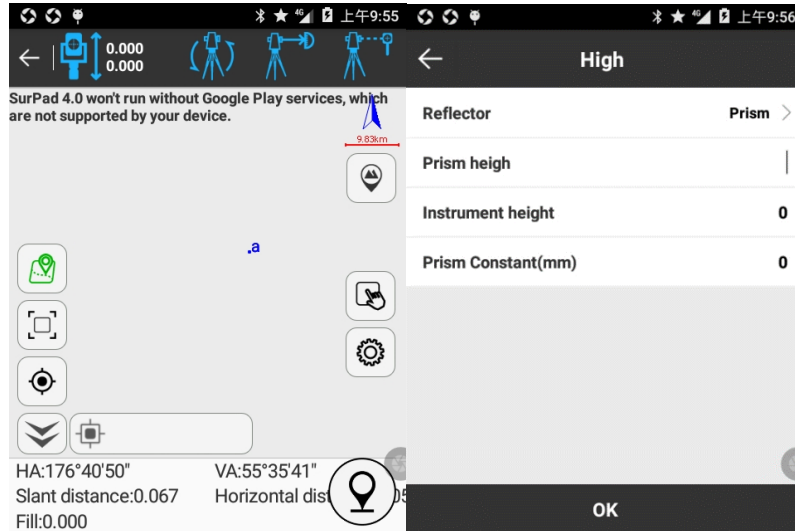 4G 上午9:55
0.000
0.000
SurPad 4.0 won't run without Google Play services, which
are not supported by your device.
9.83km
.a
HA:176°40'50" VA:55°35'41"
Slant distance:0.067 Horizontal dist
Fill:0.000
4G 上午9:56
High
Reflector Prism
Prism heigh
Instrument height 0
Prism Constant(mm) 0
OK